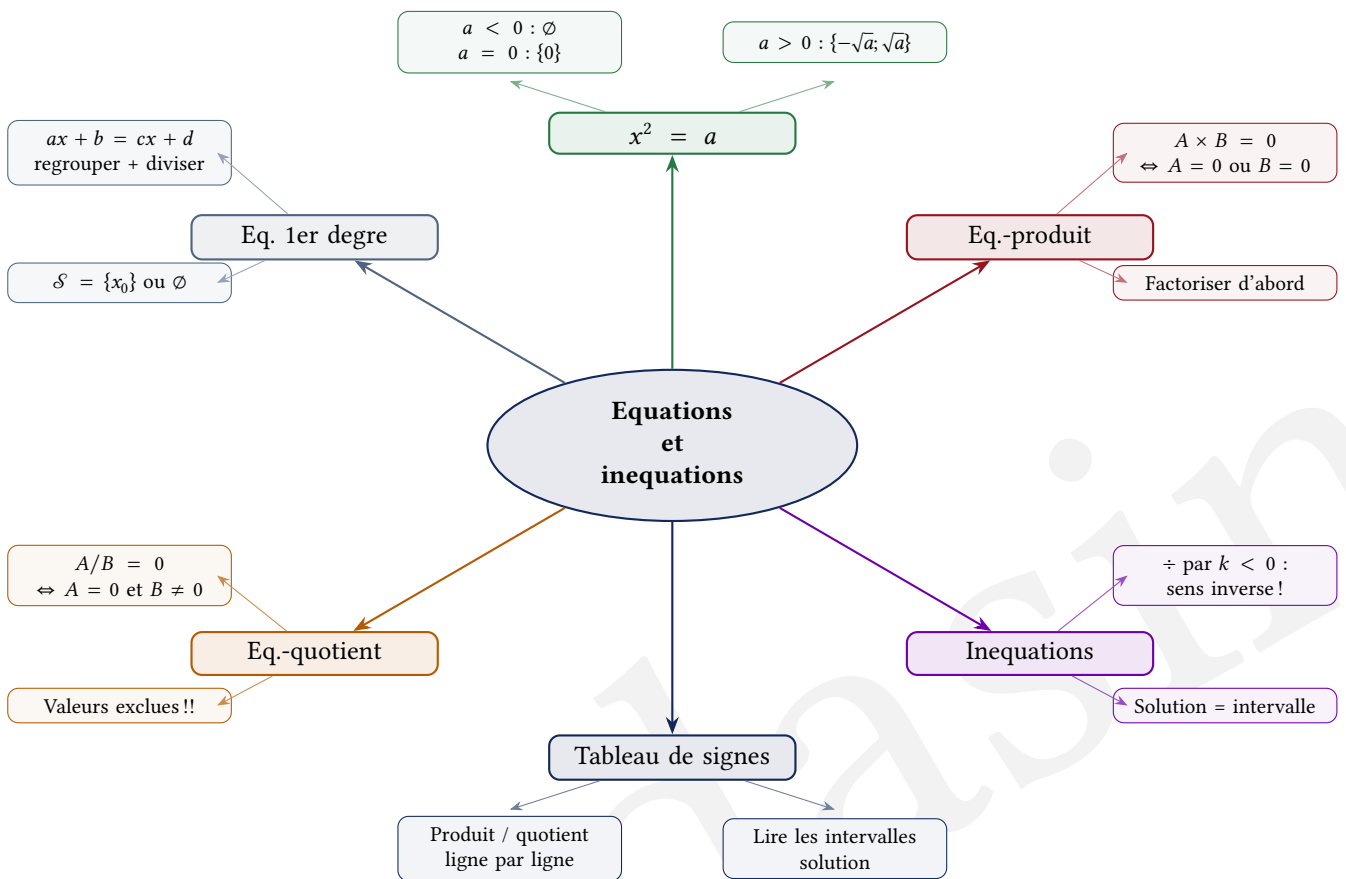 a < 0 : ∅
a = 0 : {0}
a > 0 : {−√a; √a}
x² = a
ax + b = cx + d
regrouper + diviser
Eq. 1er degre
𝒮 = {x₀} ou ∅
A × B = 0
⇔ A = 0 ou B = 0
Eq.-produit
Factoriser d'abord
Equations
et
inequations
A/B = 0
⇔ A = 0 et B ≠ 0
Eq.-quotient
Valeurs exclues !!
÷ par k < 0 :
sens inverse !
Inequations
Solution = intervalle
Tableau de signes
Produit / quotient
ligne par ligne
Lire les intervalles
solution